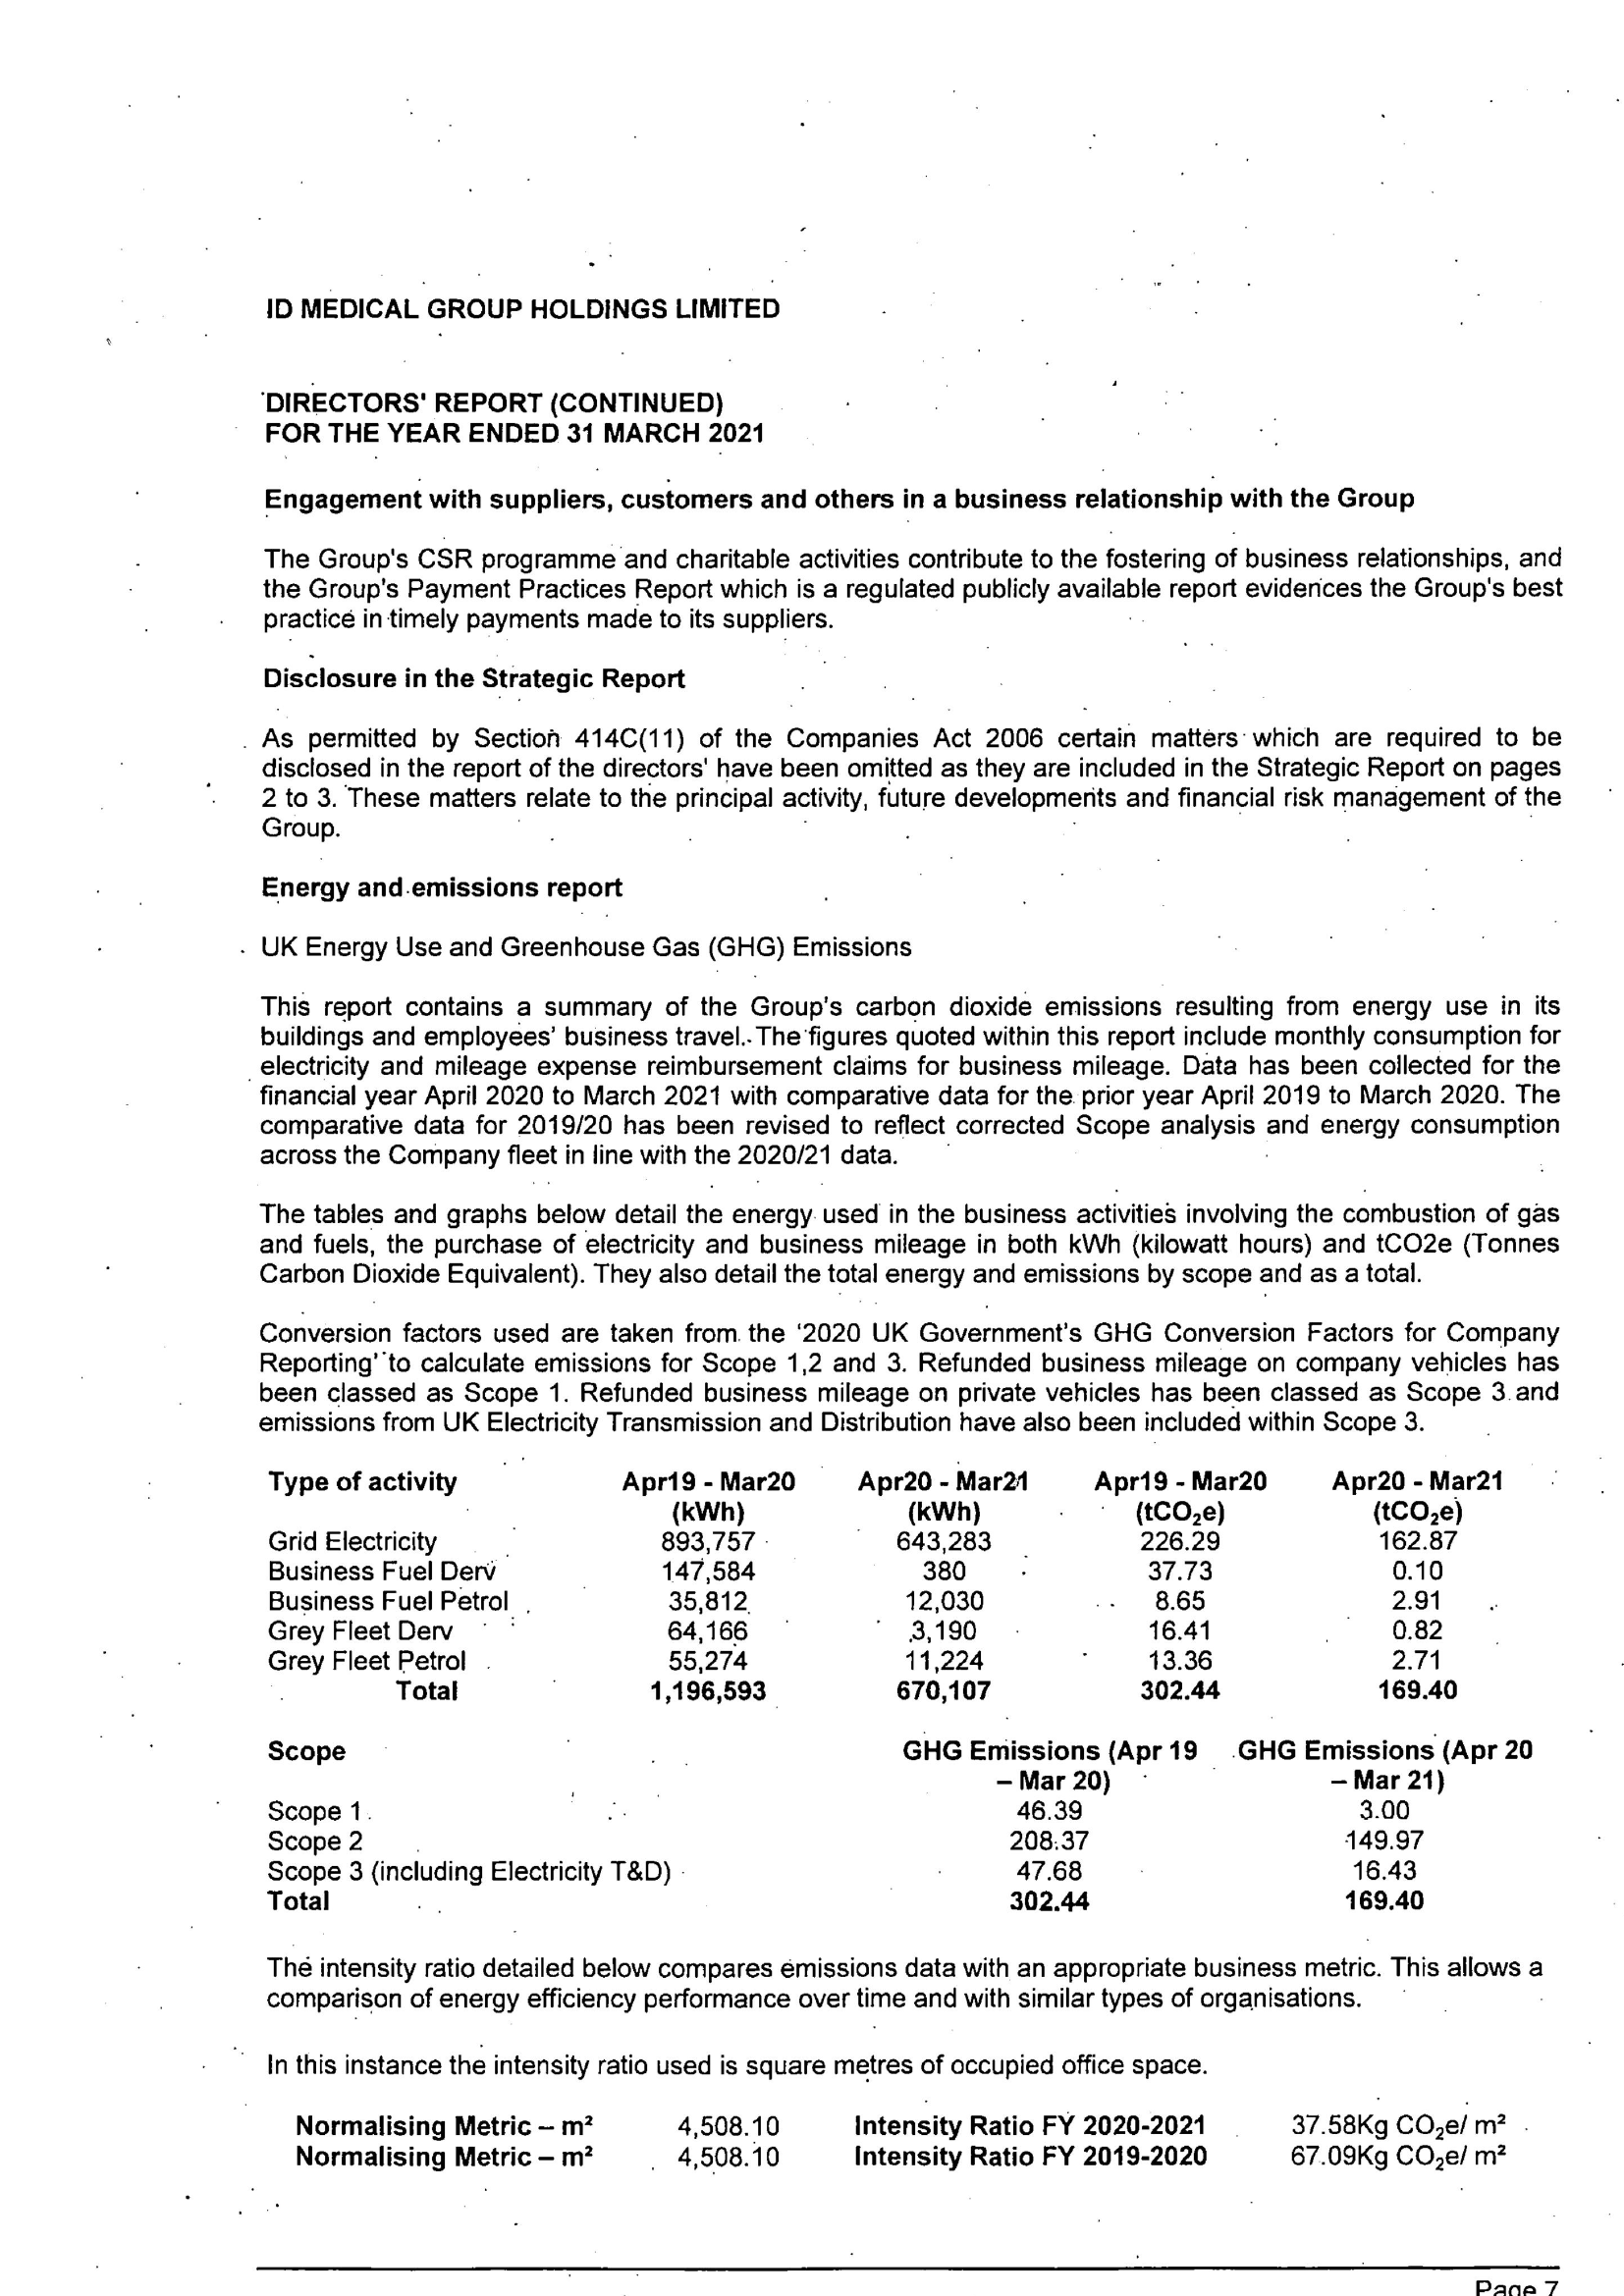 ID MEDICAL GROUP HOLDINGS LIMITED
DIRECTORS' REPORT (CONTINUED)
FOR THE YEAR ENDED 31 MARCH 2021
Engagement with suppliers, customers and others in a business relationship with the Group
The Group's CSR programme and charitable activities contribute to the fostering of business relationships, and
the Group's Payment Practices Report which is a regulated publicly available report evidences the Group's best
practice in timely payments made to its suppliers.
Disclosure in the Strategic Report
As permitted by Section 414C(11) of the Companies Act 2006 certain matters which are required to be
disclosed in the report of the directors' have been omitted as they are included in the Strategic Report on pages
2 to 3. These matters relate to the principal activity, future developments and financial risk management of the
Group.
Energy and emissions report
UK Energy Use and Greenhouse Gas (GHG) Emissions
This report contains a summary of the Group's carbon dioxide emissions resulting from energy use in its
buildings and employees' business travel. The figures quoted within this report include monthly consumption for
electricity and mileage expense reimbursement claims for business mileage. Data has been collected for the
financial year April 2020 to March 2021 with comparative data for the prior year April 2019 to March 2020. The
comparative data for 2019/20 has been revised to reflect corrected Scope analysis and energy consumption
across the Company fleet in line with the 2020/21 data.
The tables and graphs below detail the energy used in the business activities involving the combustion of gas
and fuels, the purchase of electricity and business mileage in both kWh (kilowatt hours) and tCO2e (Tonnes
Carbon Dioxide Equivalent). They also detail the total energy and emissions by scope and as a total.
Conversion factors used are taken from the '2020 UK Government's GHG Conversion Factors for Company
Reporting' to calculate emissions for Scope 1,2 and 3. Refunded business mileage on company vehicles has
been classed as Scope 1. Refunded business mileage on private vehicles has been classed as Scope 3 and
emissions from UK Electricity Transmission and Distribution have also been included within Scope 3.
Type of activity Apr19 - Mar20 Apr20 - Mar21 Apr19 - Mar20 Apr20 - Mar21
(kWh) (kWh) (tCO₂e) (tCO₂e)
Grid Electricity 893,757 643,283 226.29 162.87
Business Fuel Derv 147,584 380 37.73 0.10
Business Fuel Petrol 35,812 12,030 8.65 2.91
Grey Fleet Derv 64,166 3,190 16.41 0.82
Grey Fleet Petrol 55,274 11,224 13.36 2.71
Total 1,196,593 670,107 302.44 169.40
Scope GHG Emissions (Apr 19 GHG Emissions (Apr 20
– Mar 20) – Mar 21)
Scope 1 46.39 3.00
Scope 2 208.37 149.97
Scope 3 (including Electricity T&D) 47.68 16.43
Total 302.44 169.40
The intensity ratio detailed below compares emissions data with an appropriate business metric. This allows a
comparison of energy efficiency performance over time and with similar types of organisations.
In this instance the intensity ratio used is square metres of occupied office space.
Normalising Metric – m² 4,508.10 Intensity Ratio FY 2020-2021 37.58Kg CO₂e/ m²
Normalising Metric – m² 4,508.10 Intensity Ratio FY 2019-2020 67.09Kg CO₂e/ m²
Page 7